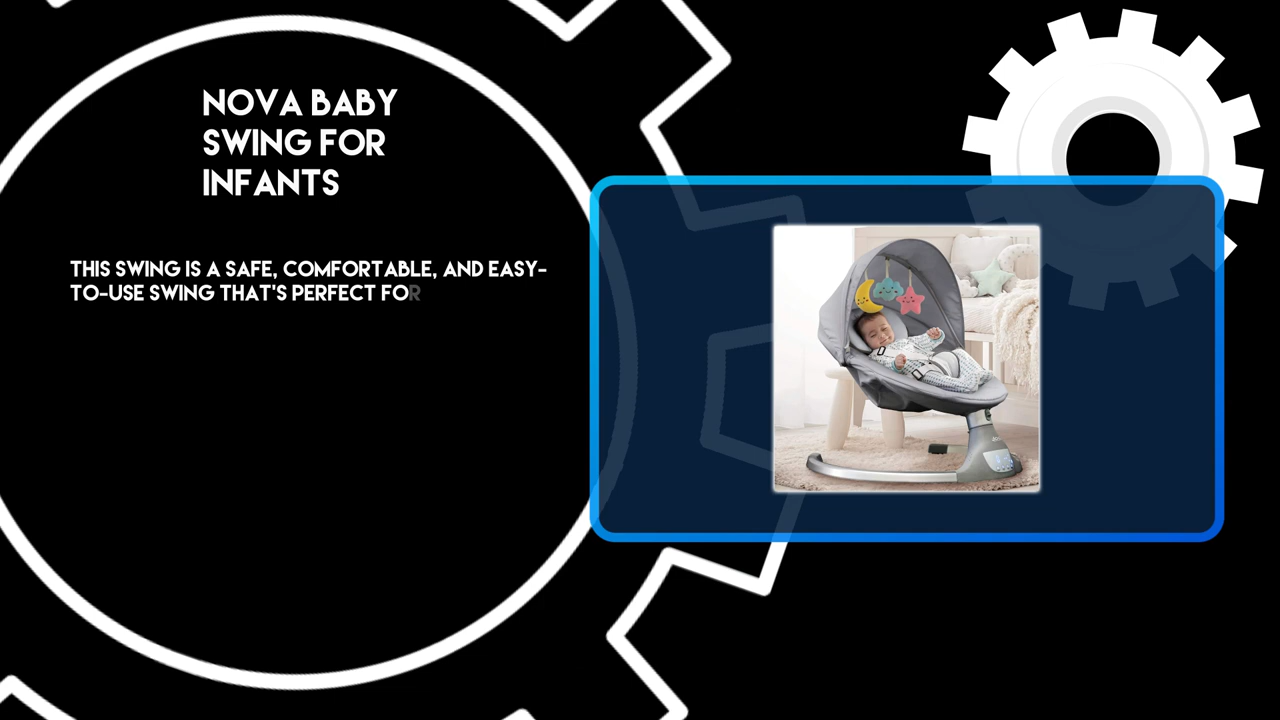 NOVA BABY
SWING FOR
INFANTS
THIS SWING IS A SAFE, COMFORTABLE, AND EASY-
TO-USE SWING THAT'S PERFECT FOR